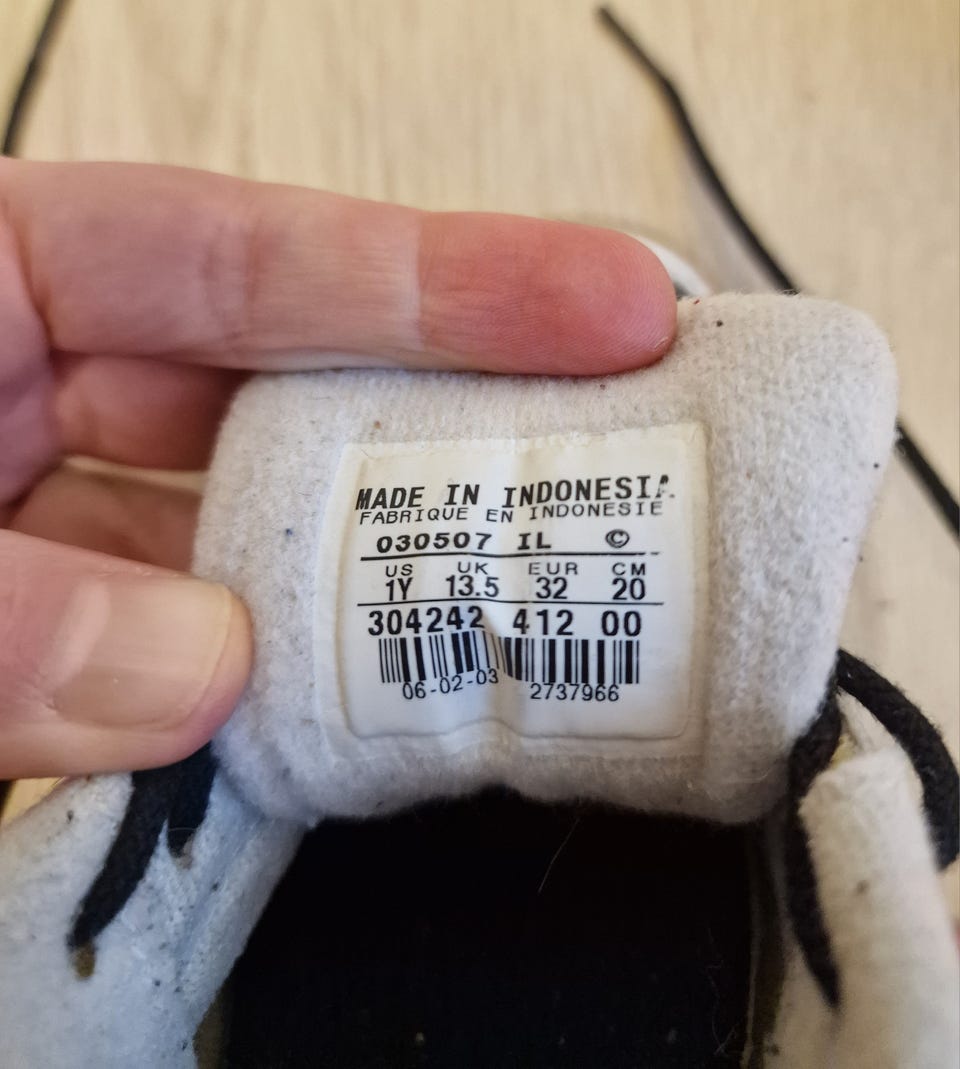 MADE IN INDONESIA
FABRIQUE EN INDONESIE
030507 IL ©
US UK EUR CM
1Y 13.5 32 20
304242 412 00
06-02-03 2737966